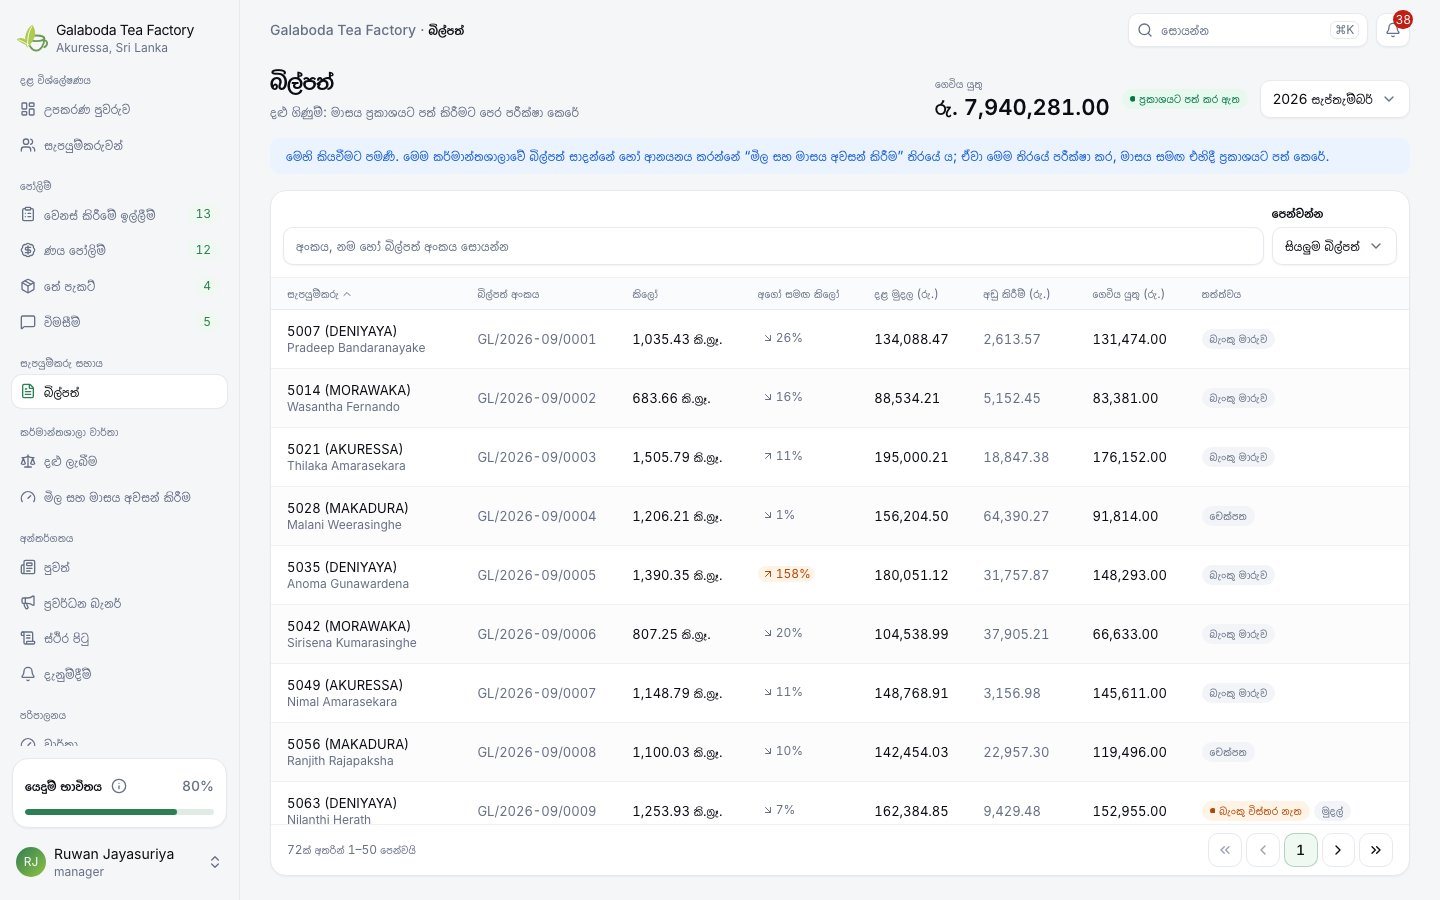 Galaboda Tea Factory
Akuressa, Sri Lanka
දළ විශ්ලේෂණය
උපකරණ පුවරුව
සැපයුම්කරුවන්
පෝලිම්
වෙනස් කිරීමේ ඉල්ලීම් 13
ණය පෝලිම් 12
තේ පැකට් 4
විමසීම් 5
සැපයුම්කරු සහාය
බිල්පත්
කර්මාන්තශාලා වාර්තා
දළු ලැබීම්
මිල සහ මාසය අවසන් කිරීම
අන්තර්ගතය
පුවත්
ප්‍රවර්ධන බැනර්
ස්ථිර පිටු
දැනුම්දීම්
පරිපාලනය
වාර්තා
යෙදුම් භාවිතය 80%
RJ
Ruwan Jayasuriya
manager
Galaboda Tea Factory · බිල්පත්
සොයන්න ⌘K
38
බිල්පත්
දළු ගිණුම්: මාසය ප්‍රකාශයට පත් කිරීමට පෙර පරීක්ෂා කෙරේ
ගෙවිය යුතු
රු. 7,940,281.00
ප්‍රකාශයට පත් කර ඇත
2026 සැප්තැම්බර්
මෙහි කියවීමට පමණි. මෙම කර්මාන්තශාලාවේ බිල්පත් සාදන්නේ හෝ ආනයනය කරන්නේ “මිල සහ මාසය අවසන් කිරීම” තිරයේ ය; ඒවා මෙම තිරයේ පරීක්ෂා කර, මාසය සමඟ එහිදී ප්‍රකාශයට පත් කෙරේ.
පෙන්වන්න
අංකය, නම හෝ බිල්පත් අංකය සොයන්න
සියලුම බිල්පත්
සැපයුම්කරු බිල්පත් අංකය කිලෝ අගෝ සමඟ කිලෝ දළ මුදල (රු.) අඩු කිරීම් (රු.) ගෙවිය යුතු (රු.) තත්ත්වය
5007 (DENIYAYA)
Pradeep Bandaranayake
GL/2026-09/0001 1,035.43 කි.ග්‍රෑ. ↘ 26% 134,088.47 2,613.57 131,474.00 බැංකු මාරුව
5014 (MORAWAKA)
Wasantha Fernando
GL/2026-09/0002 683.66 කි.ග්‍රෑ. ↘ 16% 88,534.21 5,152.45 83,381.00 බැංකු මාරුව
5021 (AKURESSA)
Thilaka Amarasekara
GL/2026-09/0003 1,505.79 කි.ග්‍රෑ. ↗ 11% 195,000.21 18,847.38 176,152.00 බැංකු මාරුව
5028 (MAKADURA)
Malani Weerasinghe
GL/2026-09/0004 1,206.21 කි.ග්‍රෑ. ↘ 1% 156,204.50 64,390.27 91,814.00 චෙක්පත
5035 (DENIYAYA)
Anoma Gunawardena
GL/2026-09/0005 1,390.35 කි.ග්‍රෑ. ↗ 158% 180,051.12 31,757.87 148,293.00 බැංකු මාරුව
5042 (MORAWAKA)
Sirisena Kumarasinghe
GL/2026-09/0006 807.25 කි.ග්‍රෑ. ↘ 20% 104,538.99 37,905.21 66,633.00 බැංකු මාරුව
5049 (AKURESSA)
Nimal Amarasekara
GL/2026-09/0007 1,148.79 කි.ග්‍රෑ. ↘ 11% 148,768.91 3,156.98 145,611.00 බැංකු මාරුව
5056 (MAKADURA)
Ranjith Rajapaksha
GL/2026-09/0008 1,100.03 කි.ග්‍රෑ. ↘ 10% 142,454.03 22,957.30 119,496.00 චෙක්පත
5063 (DENIYAYA)
Nilanthi Herath
GL/2026-09/0009 1,253.93 කි.ග්‍රෑ. ↘ 7% 162,384.85 9,429.48 152,955.00 බැංකු විස්තර නැත මුදල්
72ක් අතරින් 1–50 පෙන්වයි
« ‹ 1 › »